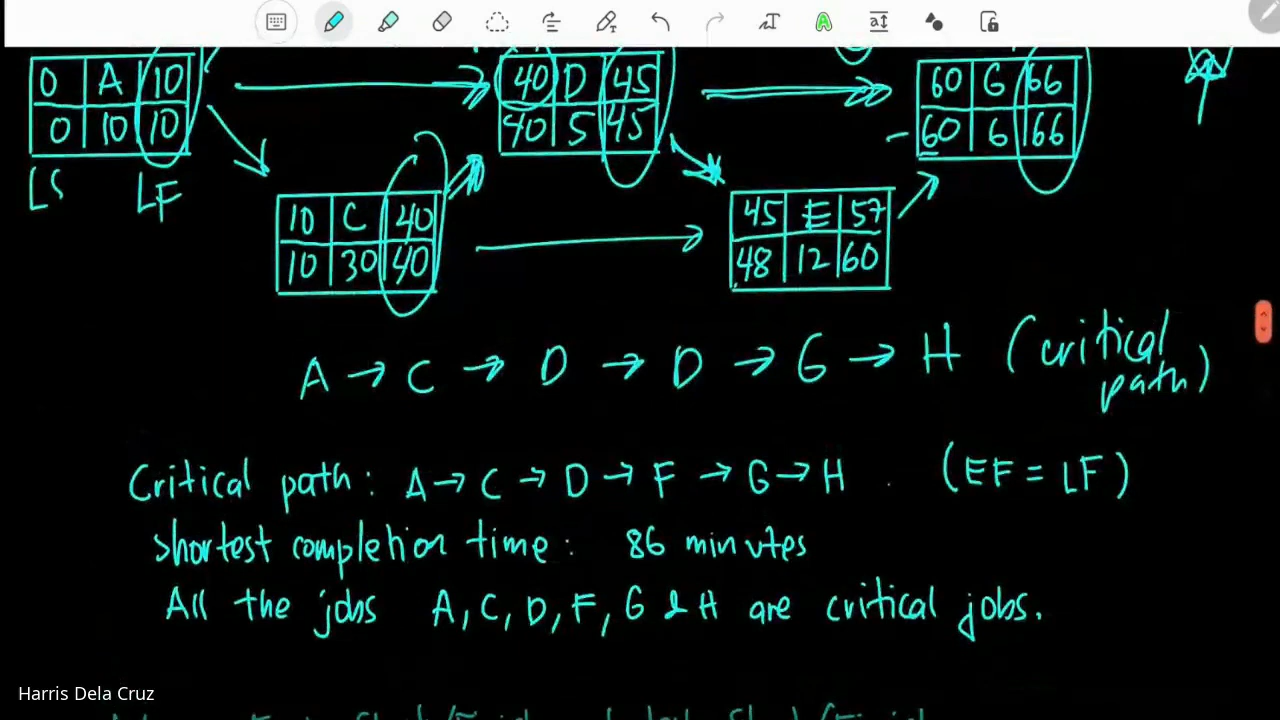 0 A 10
0 10 10
LS LF
40 D 45
40 5 45
60 G 66
60 6 66
10 C 40
10 30 40
45 E 57
48 12 60
A → C → D → D → G → H (critical path)
Critical path: A → C → D → F → G → H. (EF = LF)
Shortest completion time: 86 minutes
All the jobs A, C, D, F, G & H are critical jobs.
Harris Dela Cruz